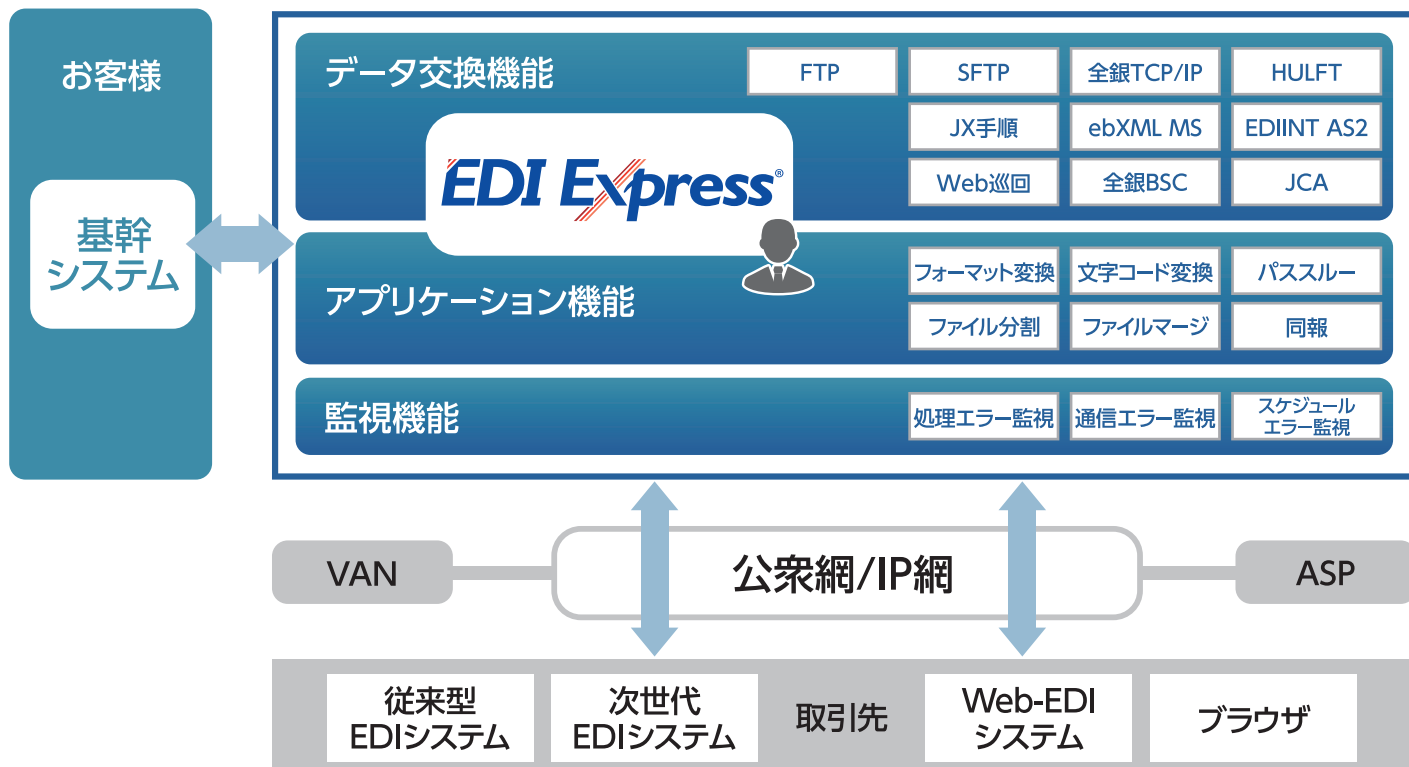 お客様
基幹
システム
データ交換機能
FTP
SFTP
全銀TCP/IP
HULFT
JX手順
ebXML MS
EDIINT AS2
Web巡回
全銀BSC
JCA
EDI Express®
アプリケーション機能
フォーマット変換
文字コード変換
パススルー
ファイル分割
ファイルマージ
同報
監視機能
処理エラー監視
通信エラー監視
スケジュール
エラー監視
VAN
公衆網/IP網
ASP
従来型
EDIシステム
次世代
EDIシステム
取引先
Web-EDI
システム
ブラウザ